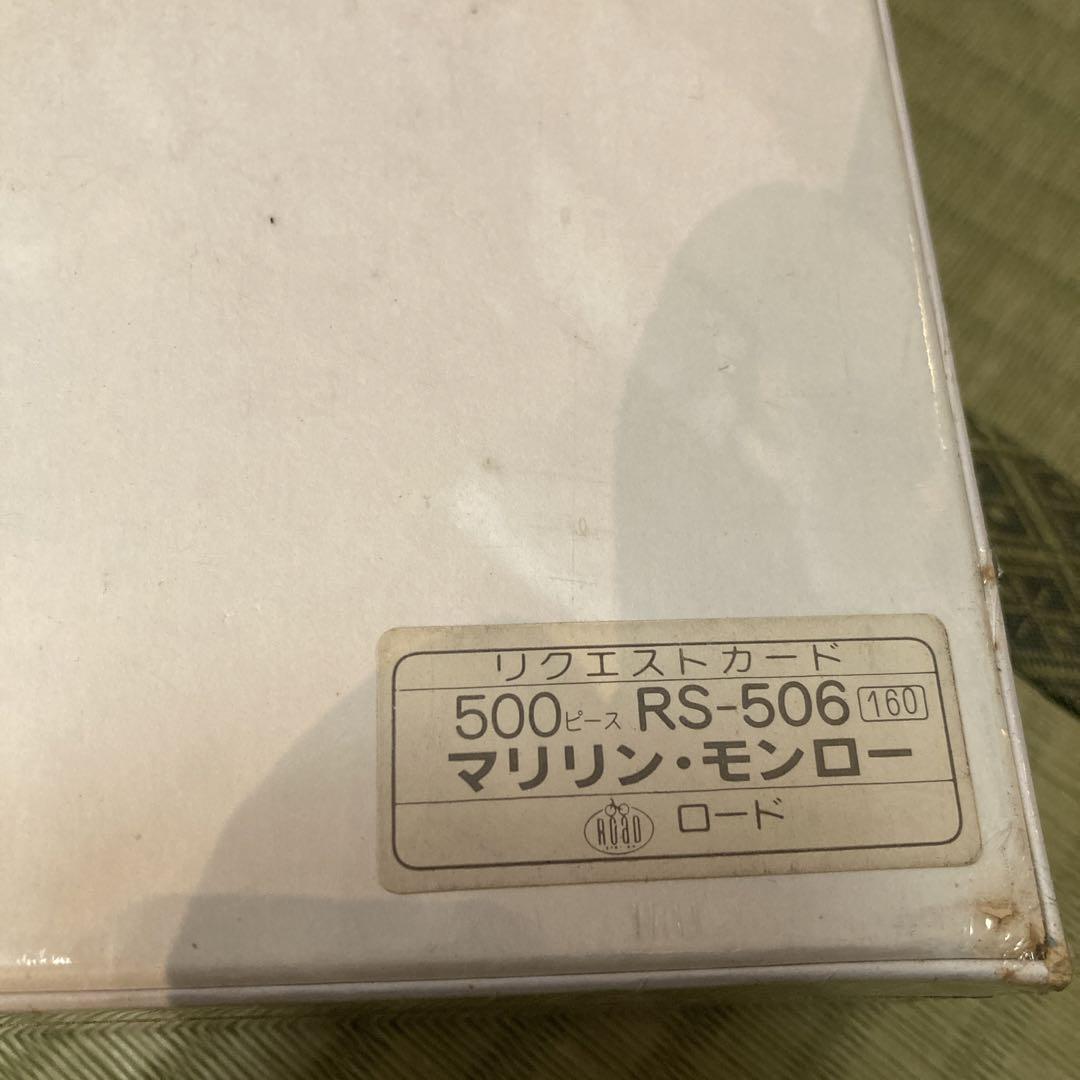 リクエストカード
500ピース RS-506 160
マリリン・モンロー
ROAD ロード